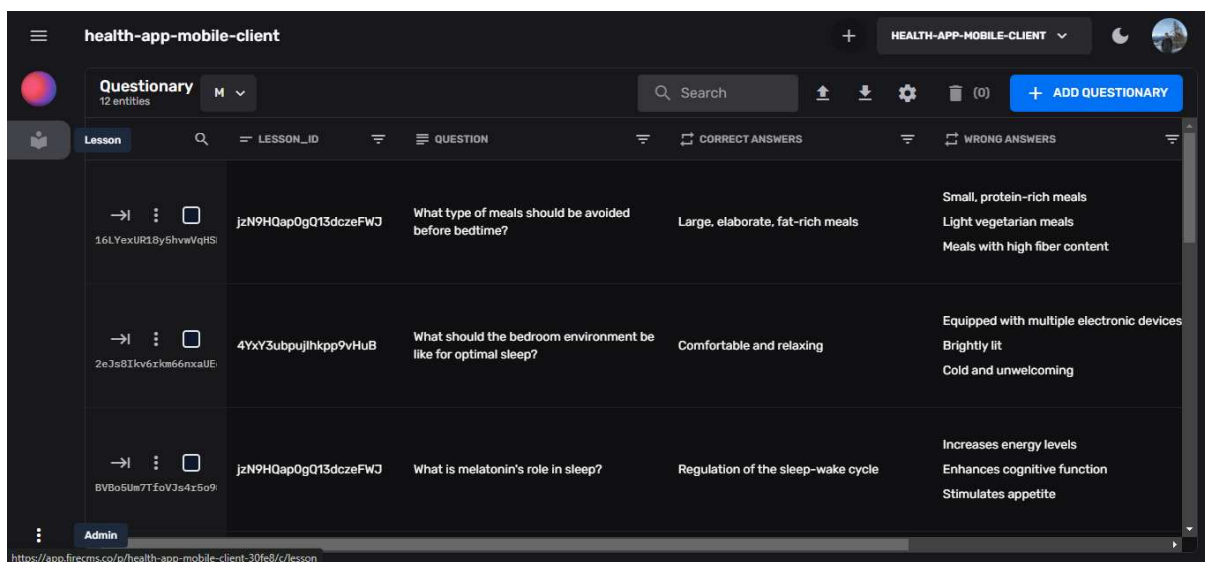 health-app-mobile-client
HEALTH-APP-MOBILE-CLIENT
Questionary
12 entities
M
Search
(0)
+ ADD QUESTIONARY
Lesson
LESSON_ID
QUESTION
CORRECT ANSWERS
WRONG ANSWERS
16LYexUR18y5hvwVqHS
jzN9HQap0gQ13dczeFWJ
What type of meals should be avoided
before bedtime?
Large, elaborate, fat-rich meals
Small, protein-rich meals
Light vegetarian meals
Meals with high fiber content
2eJs8Ikv6rkm66nxaUE
4YxY3ubpujlhkpp9vHuB
What should the bedroom environment be
like for optimal sleep?
Comfortable and relaxing
Equipped with multiple electronic devices
Brightly lit
Cold and unwelcoming
BVBo5Um7TfoVJs4r5o9
jzN9HQap0gQ13dczeFWJ
What is melatonin's role in sleep?
Regulation of the sleep-wake cycle
Increases energy levels
Enhances cognitive function
Stimulates appetite
Admin
https://app.firecms.co/p/health-app-mobile-client-30fe8/c/lesson